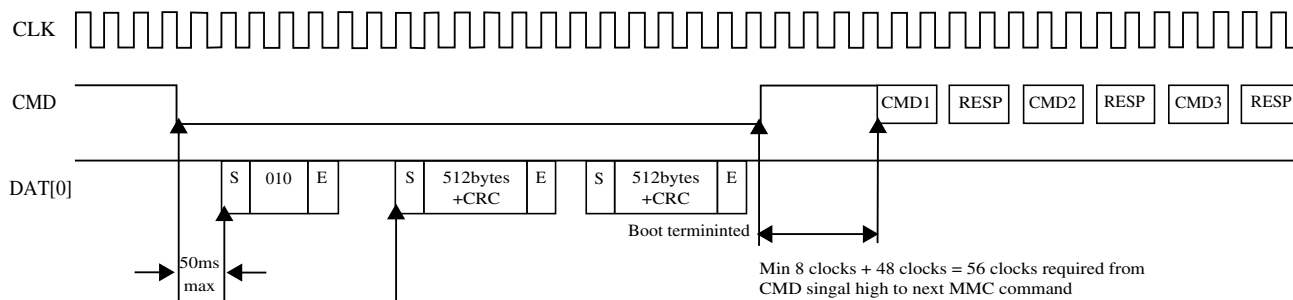 CLK
CMD
CMD1 RESP CMD2 RESP CMD3 RESP
DAT[0]
S 010 E S 512bytes +CRC E S 512bytes +CRC E
Boot termininted
50ms
max
Min 8 clocks + 48 clocks = 56 clocks required from
CMD singal high to next MMC command